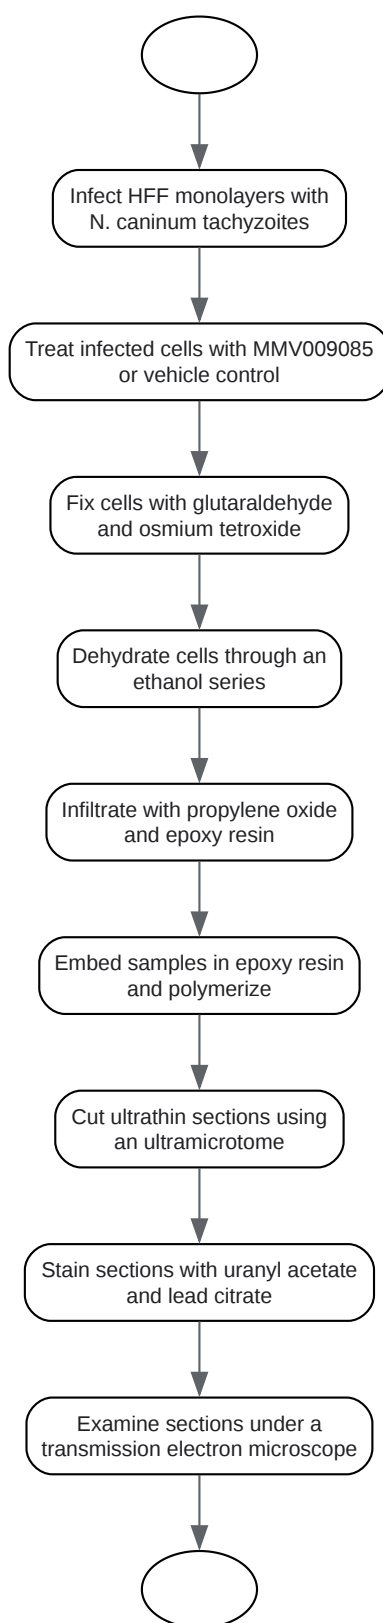 Infect HFF monolayers with
N. caninum tachyzoites
Treat infected cells with MMV009085
or vehicle control
Fix cells with glutaraldehyde
and osmium tetroxide
Dehydrate cells through an
ethanol series
Infiltrate with propylene oxide
and epoxy resin
Embed samples in epoxy resin
and polymerize
Cut ultrathin sections using
an ultramicrotome
Stain sections with uranyl acetate
and lead citrate
Examine sections under a
transmission electron microscope